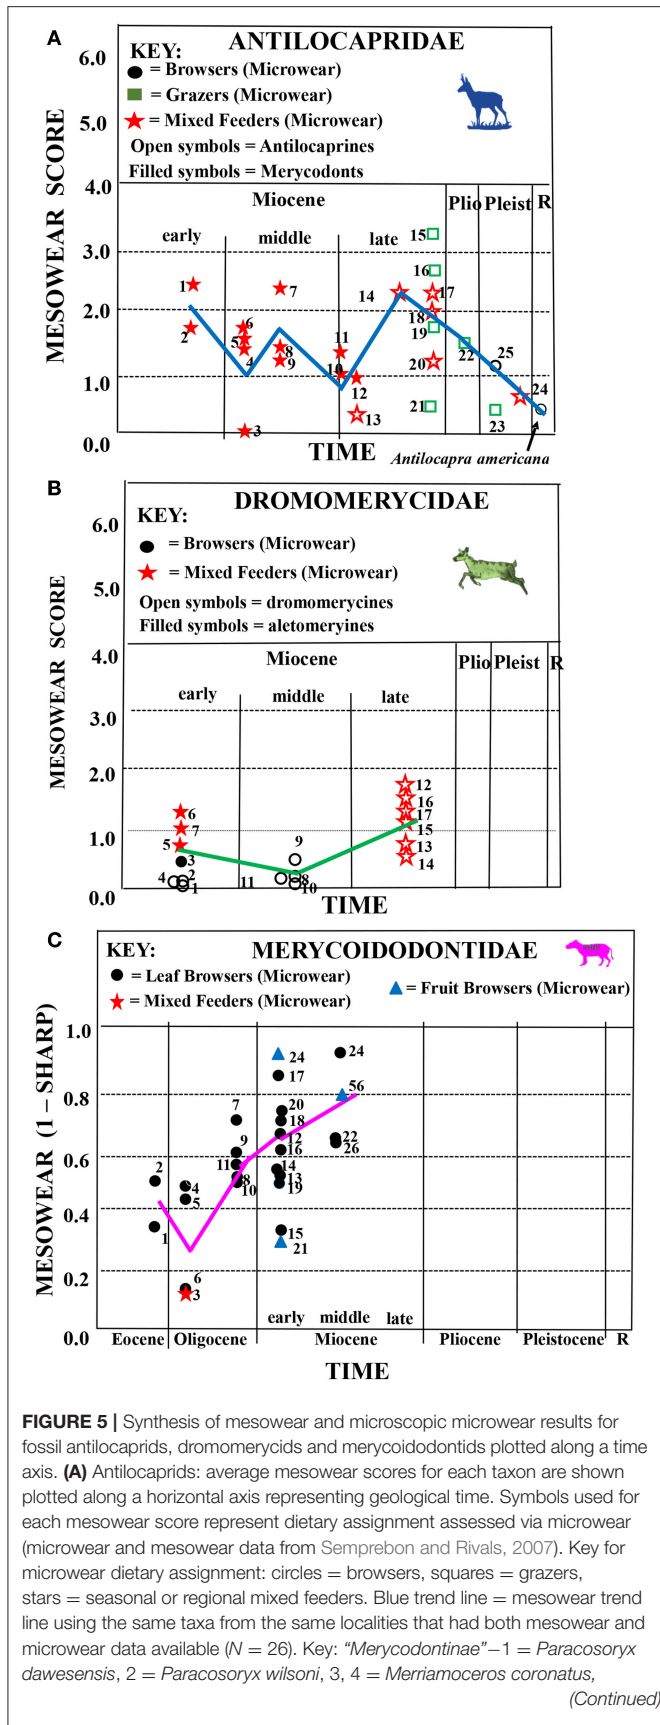 A
ANTILOCAPRIDAE
KEY:
= Browsers (Microwear)
= Grazers (Microwear)
= Mixed Feeders (Microwear)
Open symbols = Antilocaprines
Filled symbols = Merycodonts
MESOWEAR SCORE
6.0
5.0
4.0
3.0
2.0
1.0
0.0
Miocene
Plio
Pleist
R
early
middle
late
1
2
6
5
4
3
7
8
9
11
10
12
13
14
15
16
17
18
19
20
21
22
25
23
24
TIME
Antilocapra americana
B
DROMOMERYCIDAE
KEY:
= Browsers (Microwear)
= Mixed Feeders (Microwear)
Open symbols = dromomerycines
Filled symbols = aletomeryines
MESOWEAR SCORE
6.0
5.0
4.0
3.0
2.0
1.0
0.0
Miocene
Plio
Pleist
R
early
middle
late
6
7
5
3
4
2
1
9
11
8
10
12
16
17
15
13
14
TIME
C
MERYCOIDODONTIDAE
KEY:
= Leaf Browsers (Microwear)
= Mixed Feeders (Microwear)
= Fruit Browsers (Microwear)
MESOWEAR (1 – SHARP)
1.0
0.8
0.6
0.4
0.2
0.0
2
1
4
5
6
3
7
9
11
8
10
24
17
20
18
12
16
14
13
19
15
21
24
56
22
26
early
middle
late
Eocene
Oligocene
Miocene
Pliocene
Pleistocene
R
TIME
FIGURE 5 | Synthesis of mesowear and microscopic microwear results for
fossil antilocaprids, dromomerycids and merycoidodontids plotted along a time
axis. (A) Antilocaprids: average mesowear scores for each taxon are shown
plotted along a horizontal axis representing geological time. Symbols used for
each mesowear score represent dietary assignment assessed via microwear
(microwear and mesowear data from Semprebon and Rivals, 2007). Key for
microwear dietary assignment: circles = browsers, squares = grazers,
stars = seasonal or regional mixed feeders. Blue trend line = mesowear trend
line using the same taxa from the same localities that had both mesowear and
microwear data available (N = 26). Key: "Merycodontinae"–1 = Paracosoryx
dawesensis, 2 = Paracosoryx wilsoni, 3, 4 = Merriamoceros coronatus,
(Continued)